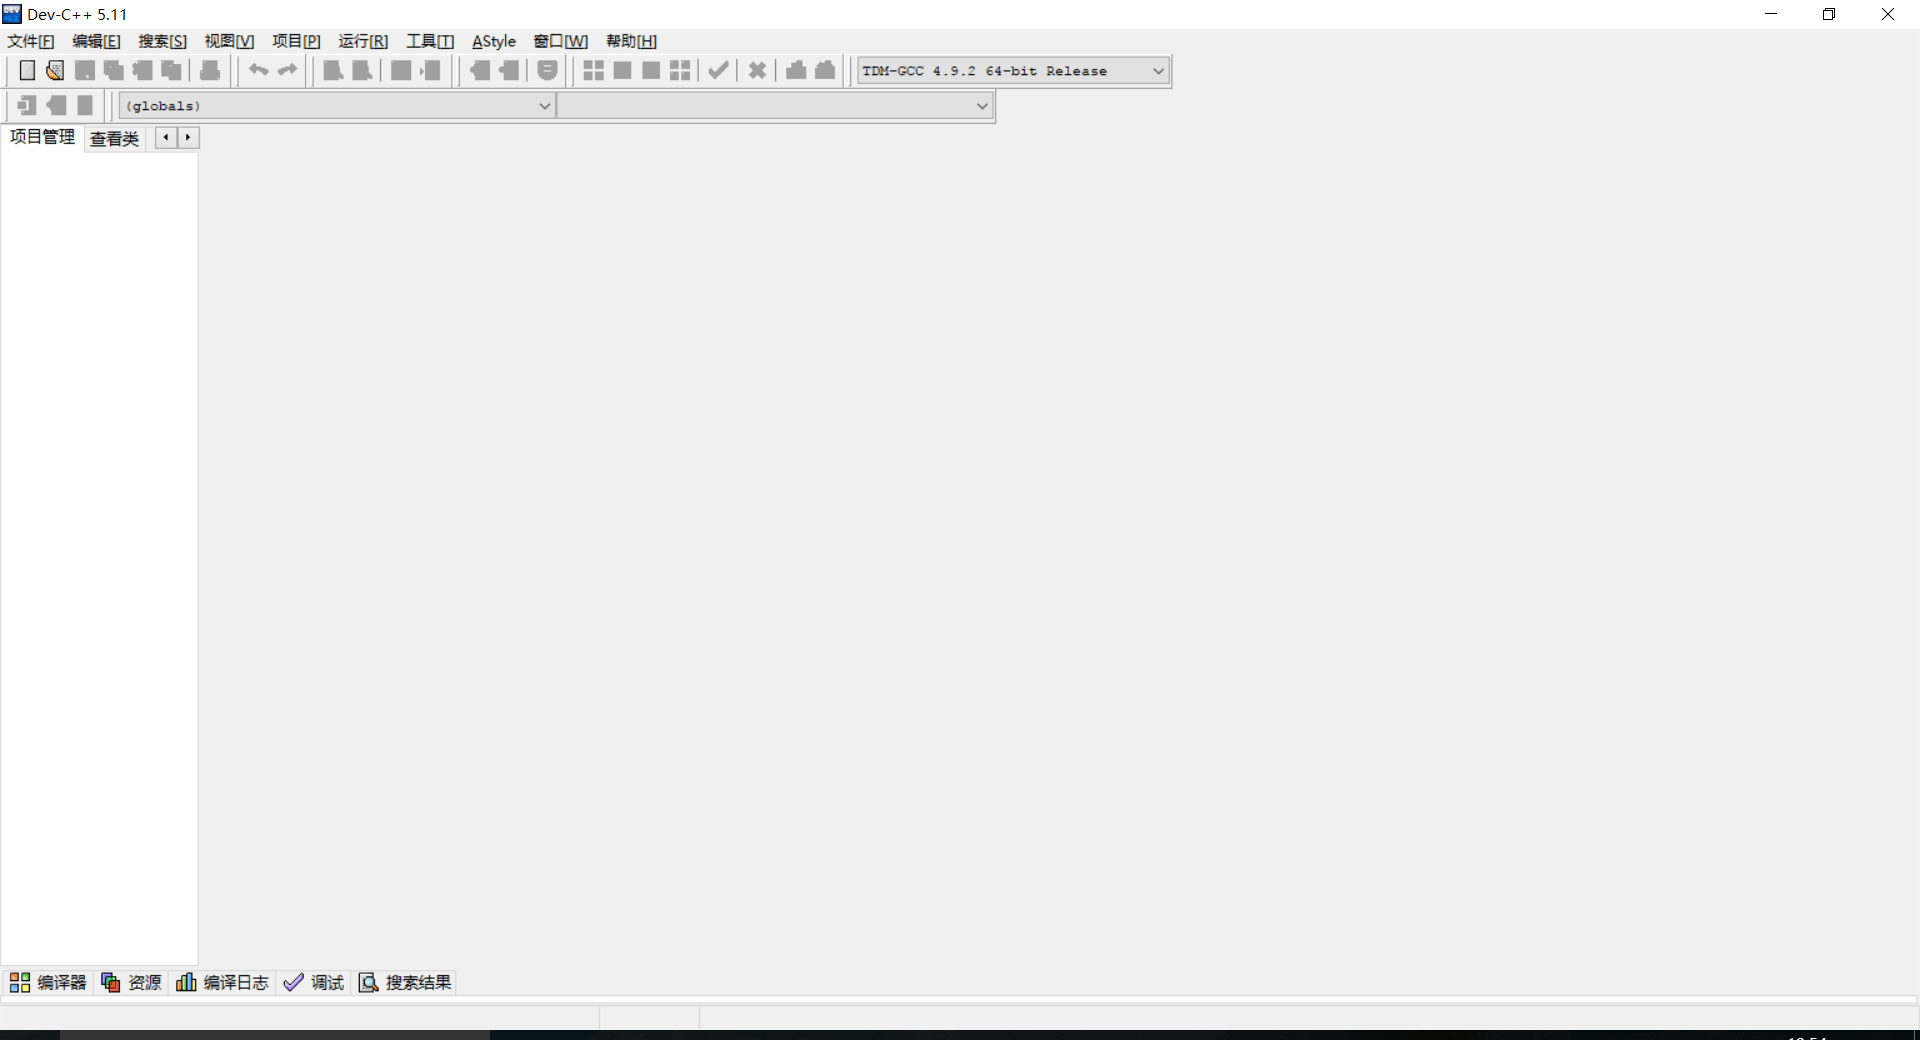 Dev-C++ 5.11
文件[F] 编辑[E] 搜索[S] 视图[V] 项目[P] 运行[R] 工具[T] AStyle 窗口[W] 帮助[H]
TDM-GCC 4.9.2 64-bit Release
(globals)
项目管理 查看类
编译器 资源 编译日志 调试 搜索结果